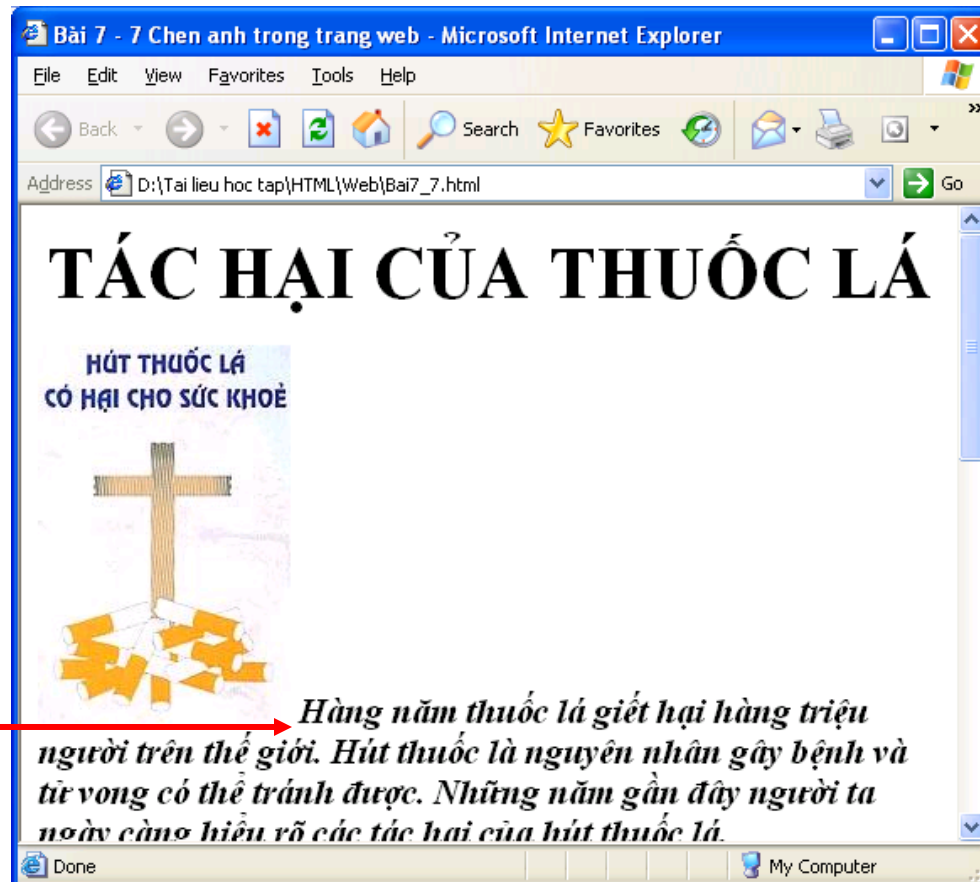 Bài 7 - 7 Chen anh trong trang web - Microsoft Internet Explorer
File Edit View Favorites Tools Help
Back Search Favorites
Address D:\Tai lieu hoc tap\HTML\Web\Bai7_7.html Go
TÁC HẠI CỦA THUỐC LÁ
HÚT THUỐC LÁ
CÓ HẠI CHO SỨC KHOẺ
Hàng năm thuốc lá giết hại hàng triệu
người trên thế giới. Hút thuốc là nguyên nhân gây bệnh và
tử vong có thể tránh được. Những năm gần đây người ta
ngày càng hiểu rõ các tác hại của hút thuốc lá.
Done My Computer